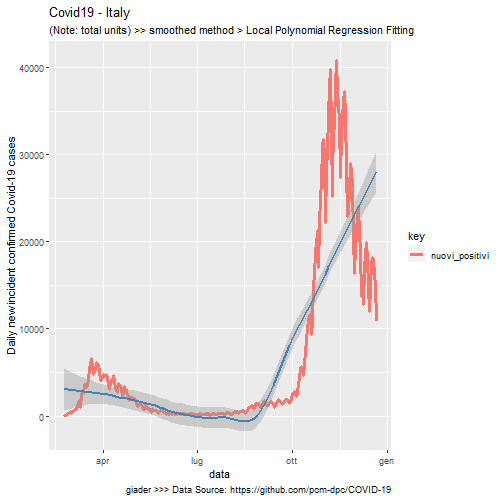 Covid19 - Italy
(Note: total units) >> smoothed method > Local Polynomial Regression Fitting
Daily newincident confirmed Covid-19 cases
40000
30000
20000
10000
0
apr
lug
ott
gen
data
key
nuovi_positivi
giader >>> Data Source: https://github.com/pcm-dpc/COVID-19